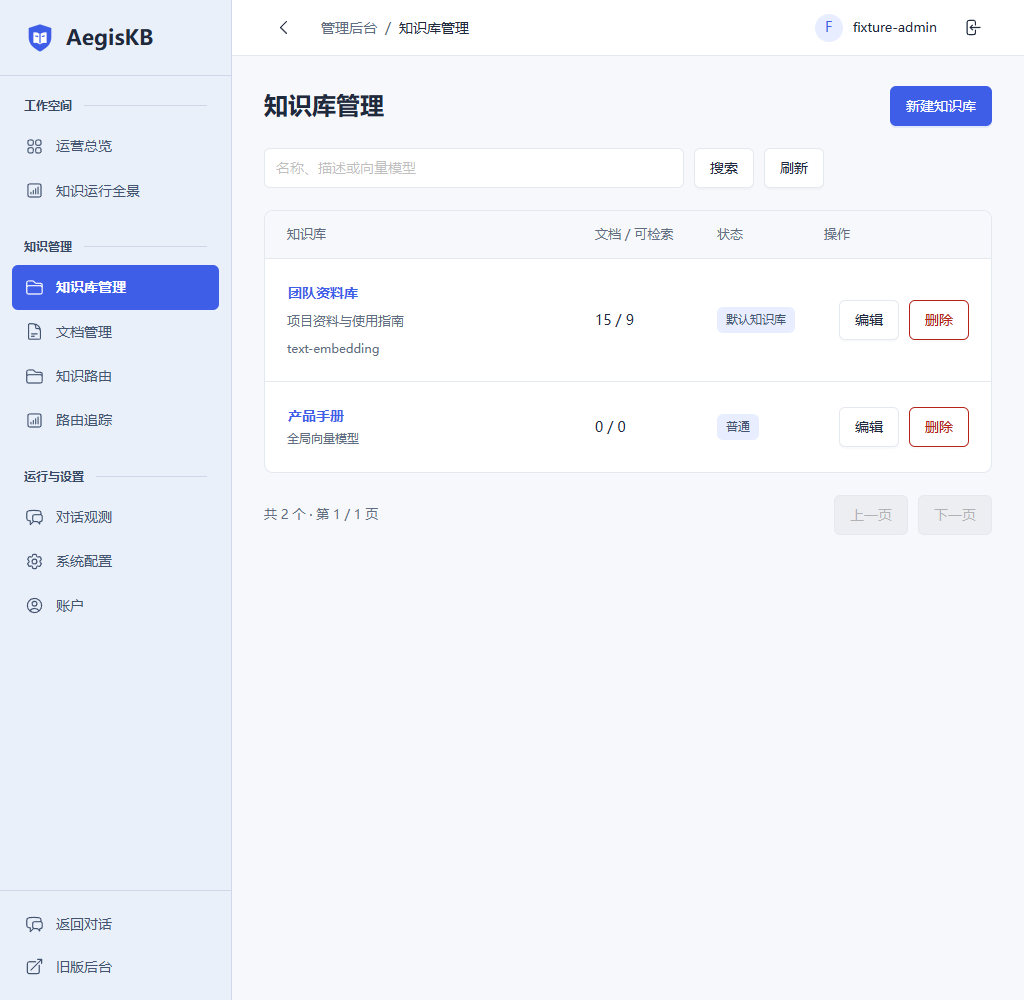 AegisKB
工作空间
运营总览
知识运行全景
知识管理
知识库管理
文档管理
知识路由
路由追踪
运行与设置
对话观测
系统配置
账户
返回对话
旧版后台
管理后台 / 知识库管理
F fixture-admin
知识库管理
新建知识库
名称、描述或向量模型
搜索
刷新
知识库 文档 / 可检索 状态 操作
团队资料库
项目资料与使用指南
text-embedding
15 / 9 默认知识库 编辑 删除
产品手册
全局向量模型
0 / 0 普通 编辑 删除
共 2 个 · 第 1 / 1 页
上一页 下一页